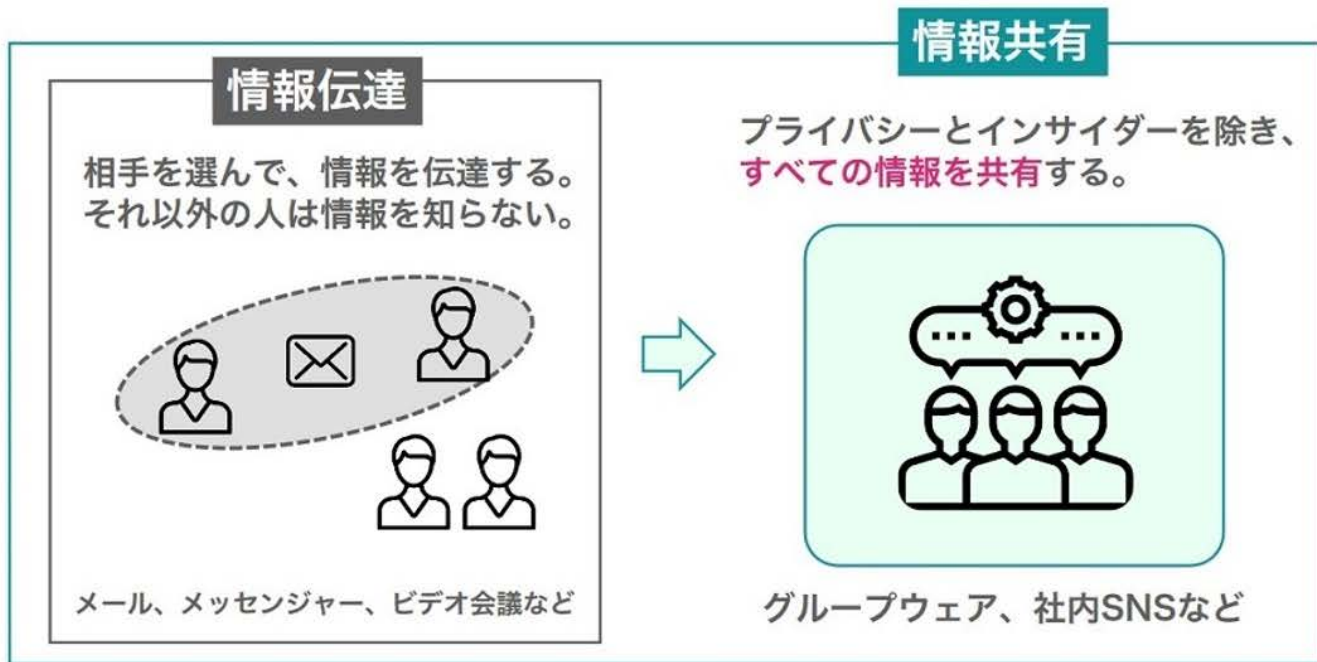 情報伝達
相手を選んで、情報を伝達する。
それ以外の人は情報を知らない。
メール、メッセンジャー、ビデオ会議など
情報共有
プライバシーとインサイダーを除き、
すべての情報を共有する。
グループウェア、社内SNSなど